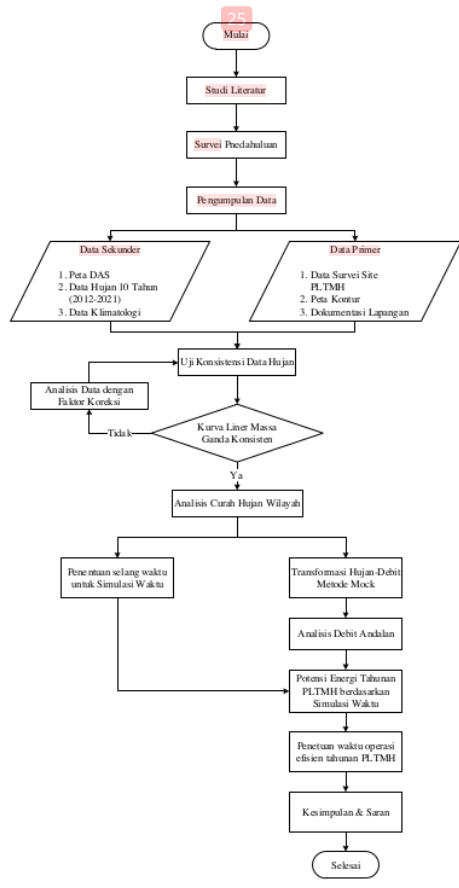 25
Mulai
Studi Literatur
Survei Pnedahuluan
Pengumpulan Data
Data Sekunder
1. Peta DAS
2. Data Hujan 10 Tahun
(2012-2021)
3. Data Klimatologi
Data Primer
1. Data Survei Site
PLTMH
2. Peta Kontur
3. Dokumentasi Lapangan
Uji Konsistensi Data Hujan
Analisis Data dengan
Faktor Koreksi
Kurva Liner Massa
Ganda Konsisten
Tidak
Ya
Analisis Curah Hujan Wilayah
Penentuan selang waktu
untuk Simulasi Waktu
Transformasi Hujan-Debit
Metode Mock
Analisis Debit Andalan
Potensi Energi Tahunan
PLTMH berdasarkan
Simulasi Waktu
Penetuan waktu operasi
efisien tahunan PLTMH
Kesimpulan & Saran
Selesai